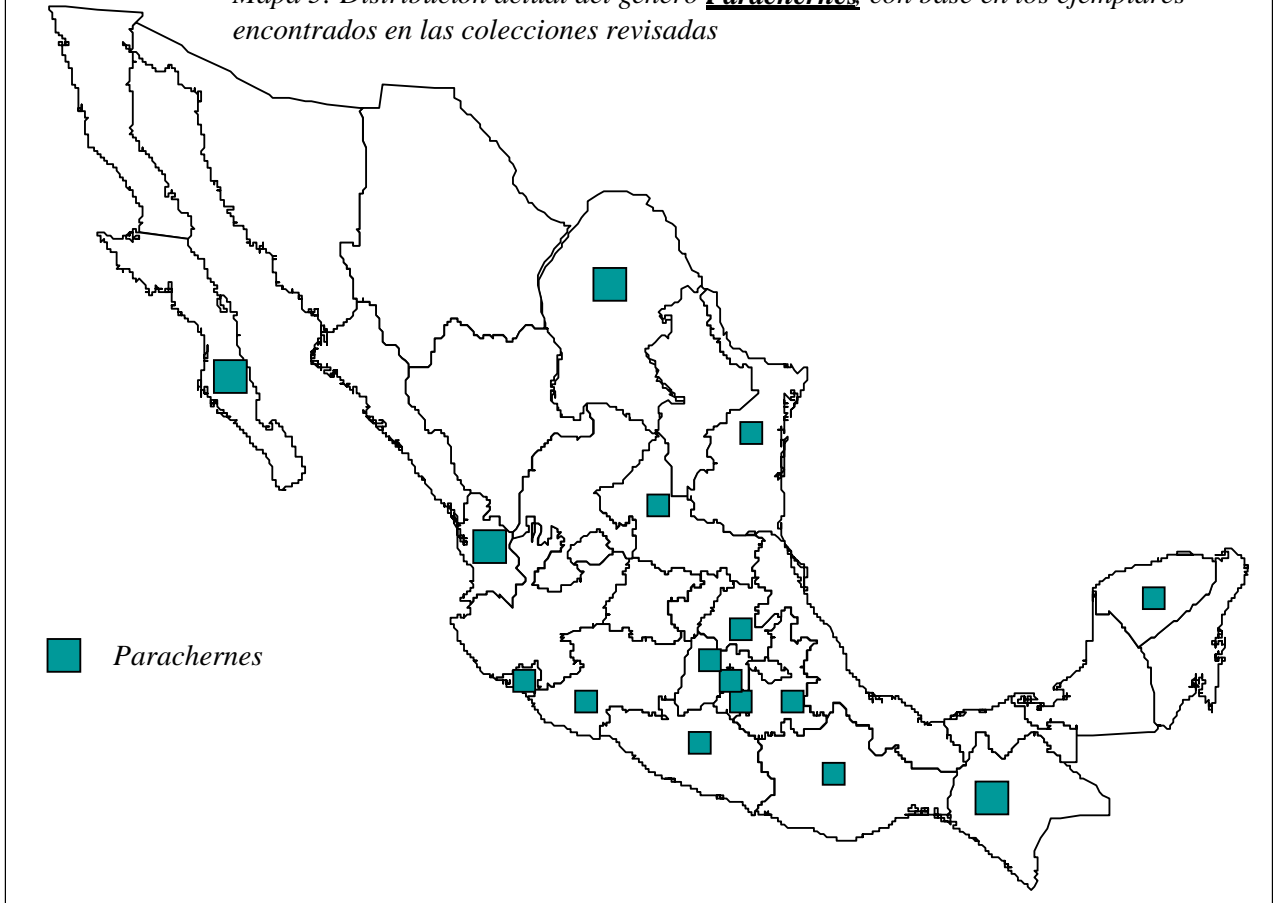 Mapa 3: Distribución actual del género Parachernes, con base en los ejemplares
encontrados en las colecciones revisadas
Parachernes